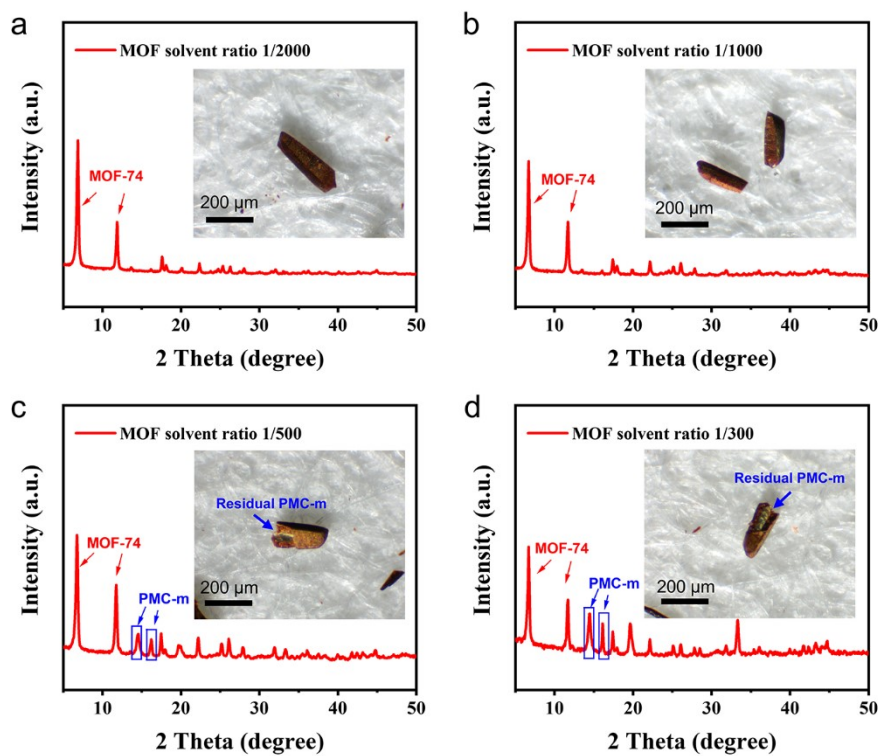 a
MOF solvent ratio 1/2000
MOF-74
200 µm
Intensity (a.u.)
10 20 30 40 50
2 Theta (degree)
b
MOF solvent ratio 1/1000
MOF-74
200 µm
Intensity (a.u.)
10 20 30 40 50
2 Theta (degree)
c
MOF solvent ratio 1/500
Residual PMC-m
MOF-74
PMC-m
200 µm
Intensity (a.u.)
10 20 30 40 50
2 Theta (degree)
d
MOF solvent ratio 1/300
Residual PMC-m
MOF-74
PMC-m
200 µm
Intensity (a.u.)
10 20 30 40 50
2 Theta (degree)